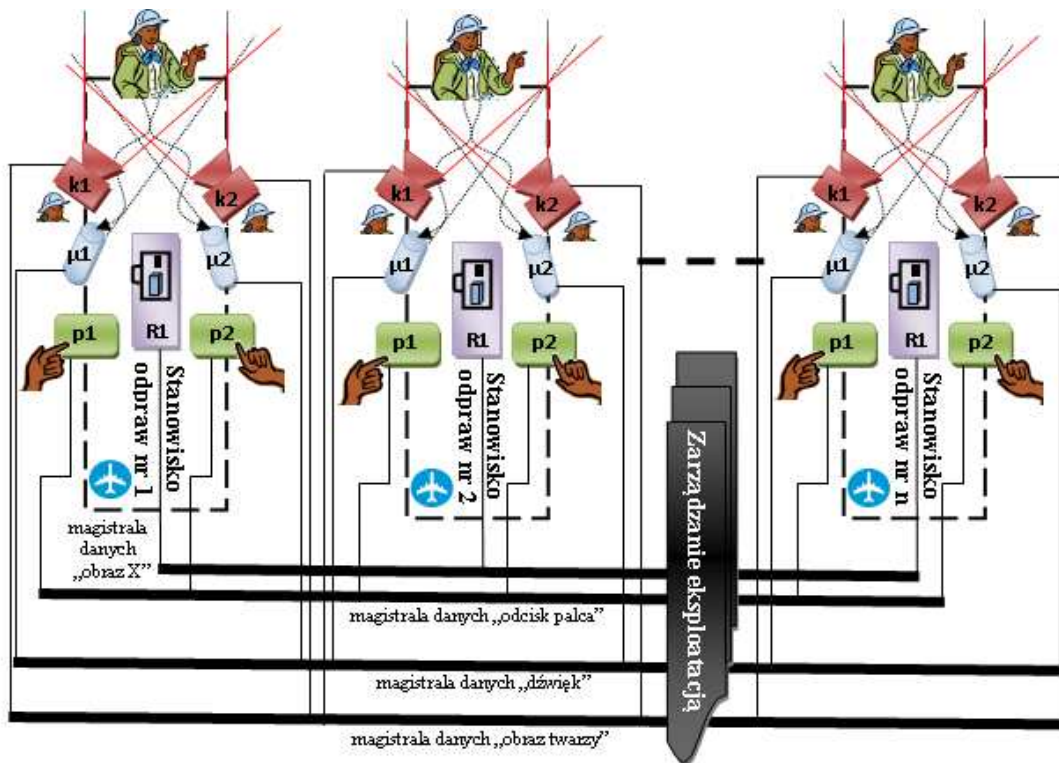 k1
k2
μ1
μ2
R1
p1
p2
Stanowisko
odpraw nr 1
k1
k2
μ1
μ2
R1
p1
p2
Stanowisko
odpraw nr 2
k1
k2
μ1
μ2
R1
p1
p2
Stanowisko
odpraw nr n
Zarządzanie eksploatacją
magistrala
danych
„obraz X”
magistrala danych „odcisk palca”
magistrala danych „dźwięk”
magistrala danych „obraz twarzy”